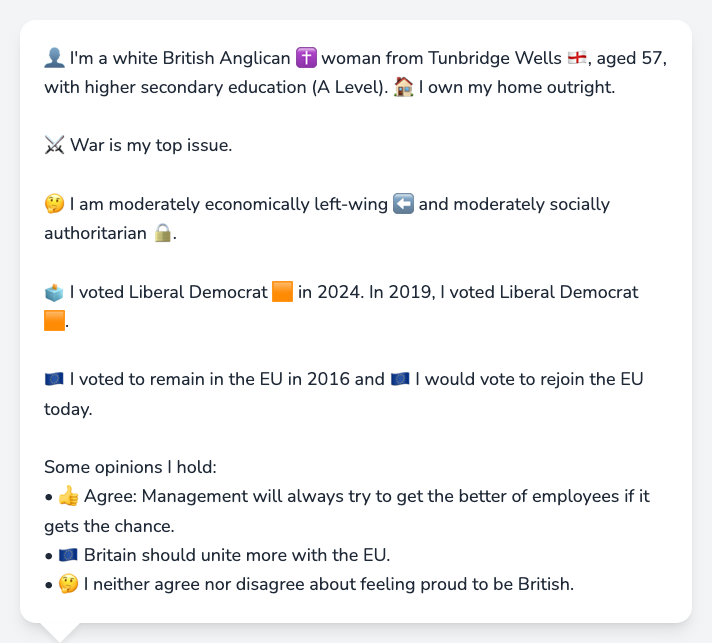 👤 I'm a white British Anglican ✝️ woman from Tunbridge Wells 🏴󠁧󠁢󠁥󠁮󠁧󠁿, aged 57,
with higher secondary education (A Level). 🏠 I own my home outright.
⚔️ War is my top issue.
🤔 I am moderately economically left-wing ⬅️ and moderately socially
authoritarian 🔒.
🗳️ I voted Liberal Democrat 🟧 in 2024. In 2019, I voted Liberal Democrat
🟧.
🇪🇺 I voted to remain in the EU in 2016 and 🇪🇺 I would vote to rejoin the EU
today.
Some opinions I hold:
• 👍 Agree: Management will always try to get the better of employees if it
gets the chance.
• 🇪🇺 Britain should unite more with the EU.
• 🤔 I neither agree nor disagree about feeling proud to be British.